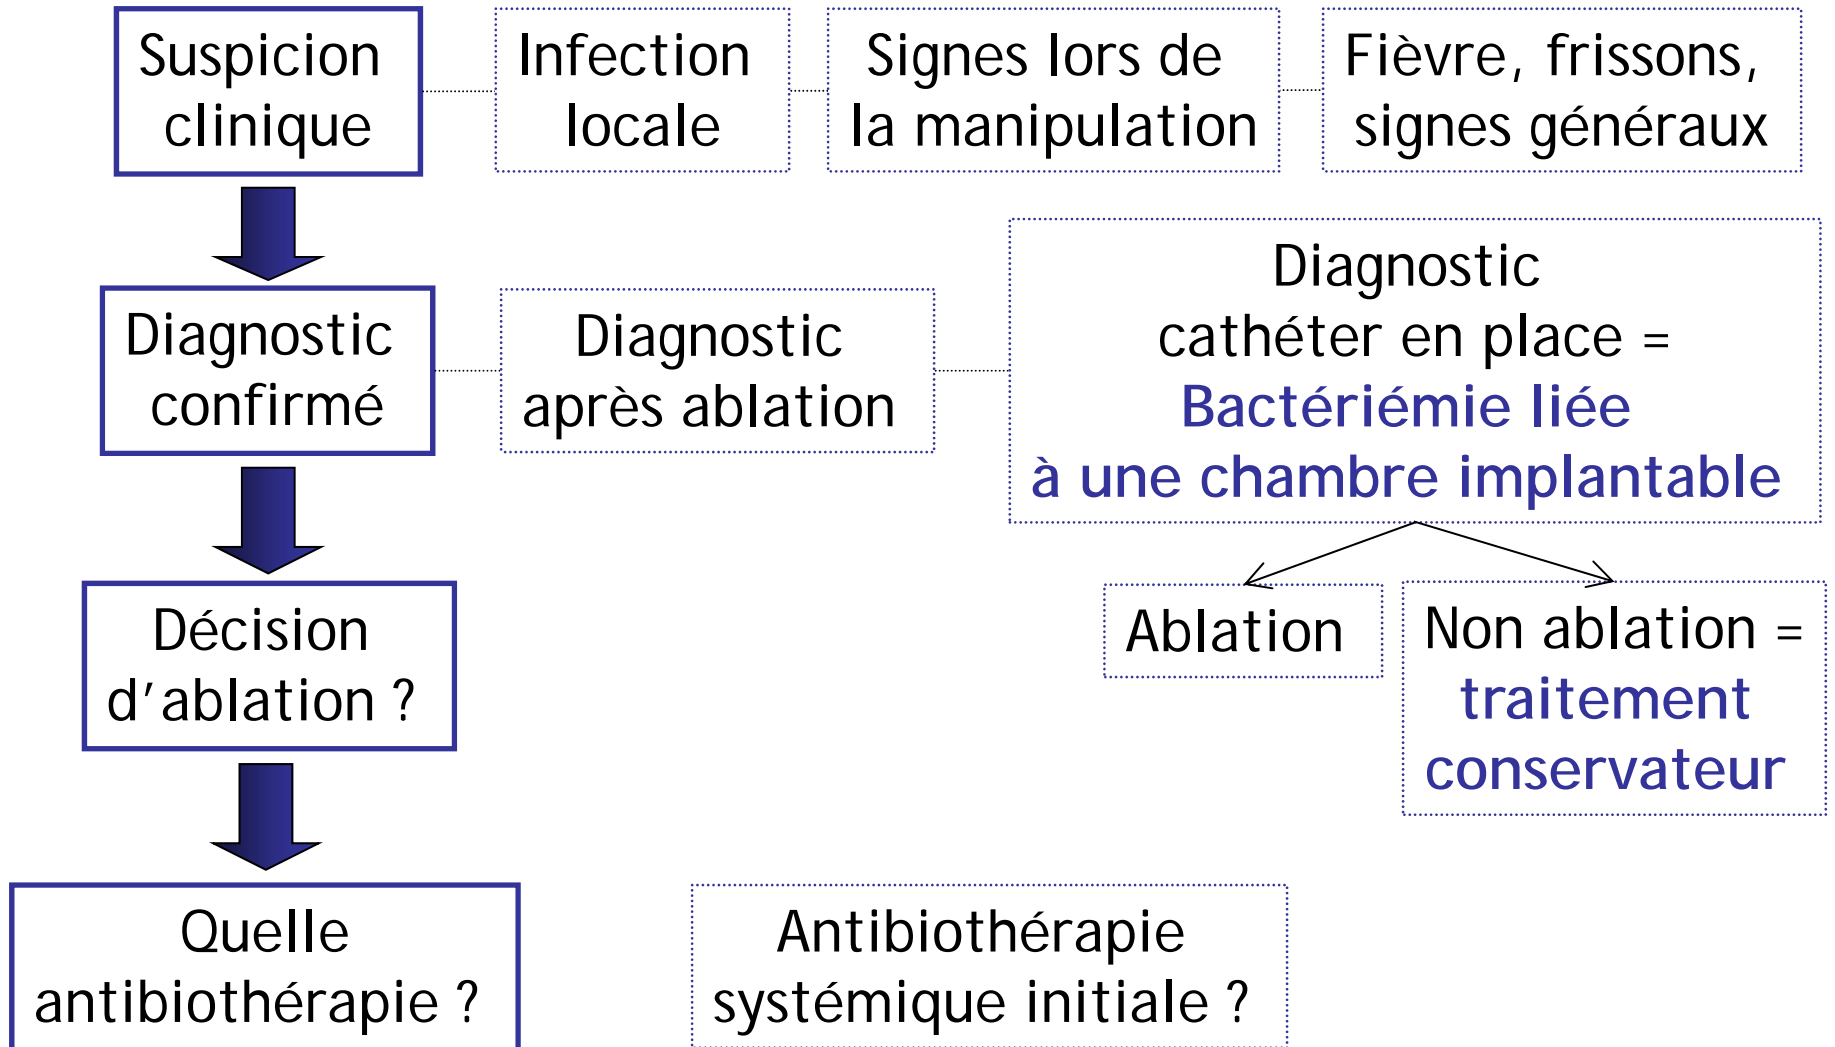 Suspicion
clinique
Infection
locale
Signes lors de
la manipulation
Fièvre, frissons,
signes généraux
Diagnostic
confirmé
Diagnostic
après ablation
Diagnostic
cathéter en place =
Bactériémie liée
à une chambre implantable
Décision
d'ablation ?
Ablation
Non ablation =
traitement
conservateur
Quelle
antibiothérapie ?
Antibiothérapie
systémique initiale ?